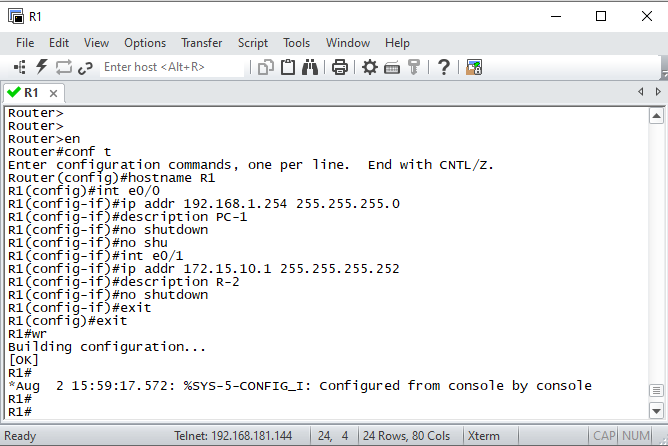 R1
File Edit View Options Transfer Script Tools Window Help
Enter host <Alt+R>
R1
Router>
Router>
Router>en
Router#conf t
Enter configuration commands, one per line.  End with CNTL/Z.
Router(config)#hostname R1
R1(config)#int e0/0
R1(config-if)#ip addr 192.168.1.254 255.255.255.0
R1(config-if)#description PC-1
R1(config-if)#no shutdown
R1(config-if)#no shu
R1(config-if)#int e0/1
R1(config-if)#ip addr 172.15.10.1 255.255.255.252
R1(config-if)#description R-2
R1(config-if)#no shutdown
R1(config-if)#exit
R1(config)#exit
R1#wr
Building configuration...
[OK]
R1#
*Aug  2 15:59:17.572: %SYS-5-CONFIG_I: Configured from console by console
R1#
R1#
Ready Telnet: 192.168.181.144 24, 4 24 Rows, 80 Cols Xterm CAP NUM